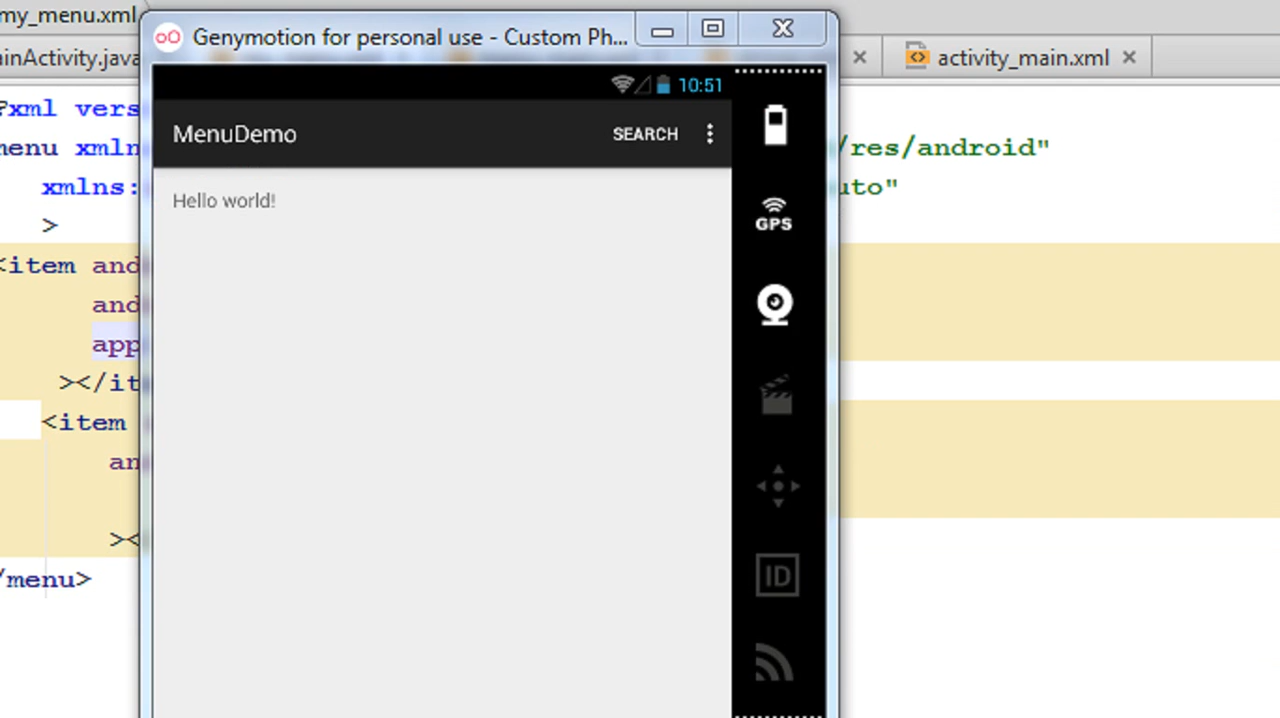 my_menu.xml
Genymotion for personal use - Custom Ph...
ainActivity.java
activity_main.xml
10:51
?xml vers
MenuDemo
SEARCH
menu xmln
/res/android"
xmlns:
uto"
Hello world!
>
GPS
<item and
and
app
></it
<item
an
><
ID
/menu>